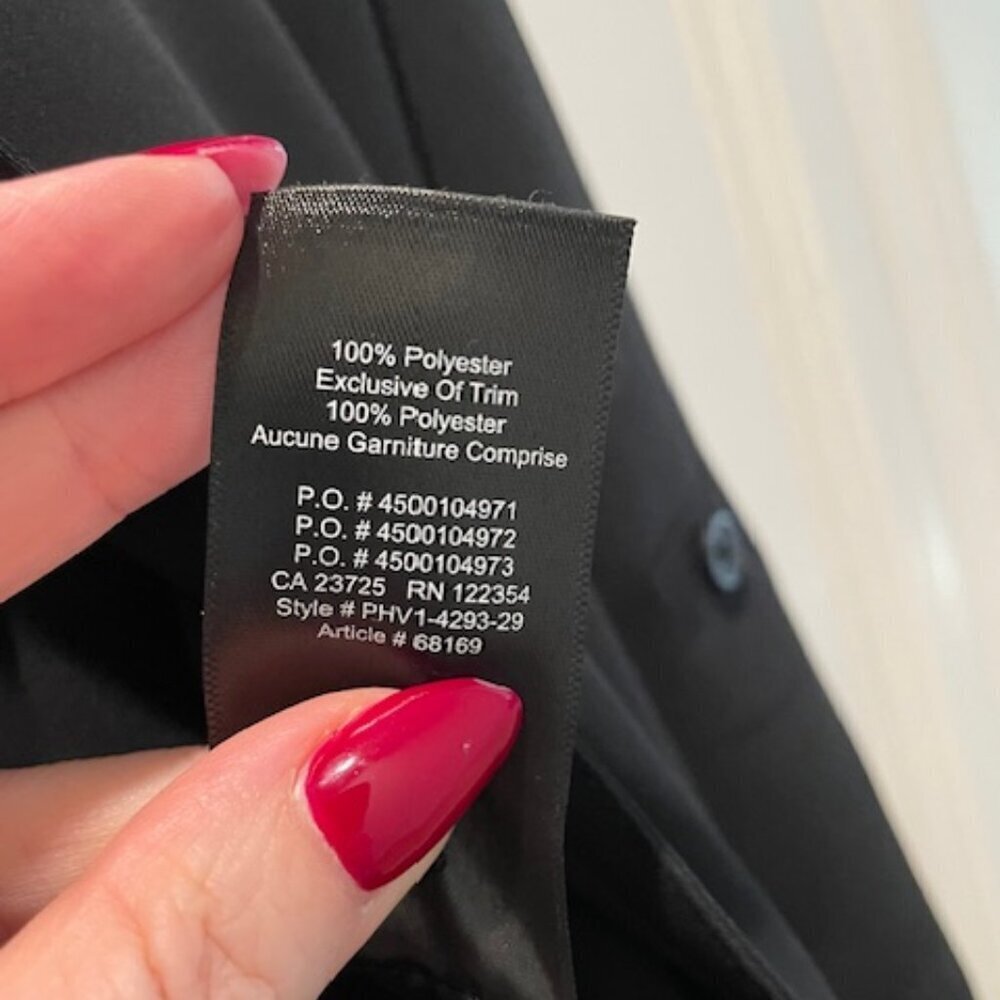 100% Polyester
Exclusive Of Trim
100% Polyester
Aucune Garniture Comprise
P.O. # 4500104971
P.O. # 4500104972
P.O. # 4500104973
CA 23725 RN 122354
Style # PHV1-4293-29
Article # 68169